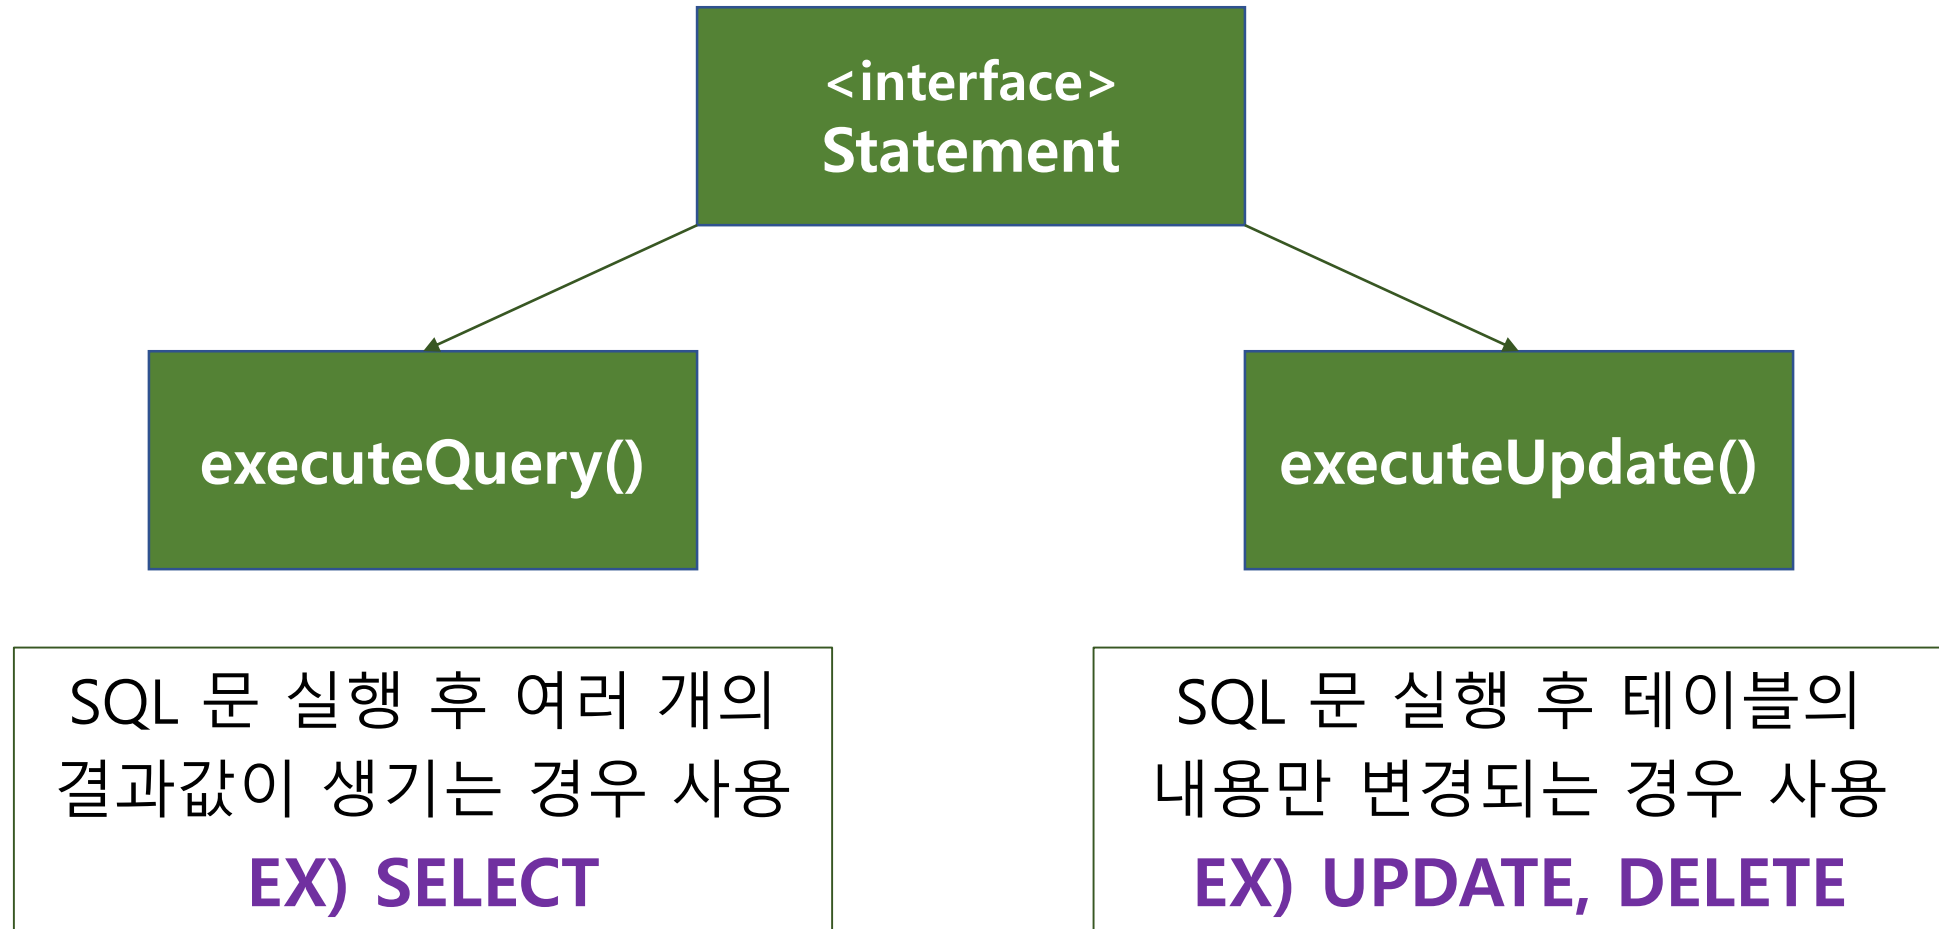 <interface>
Statement
executeQuery()
executeUpdate()
SQL 문 실행 후 여러 개의
결과값이 생기는 경우 사용
EX) SELECT
SQL 문 실행 후 테이블의
내용만 변경되는 경우 사용
EX) UPDATE, DELETE